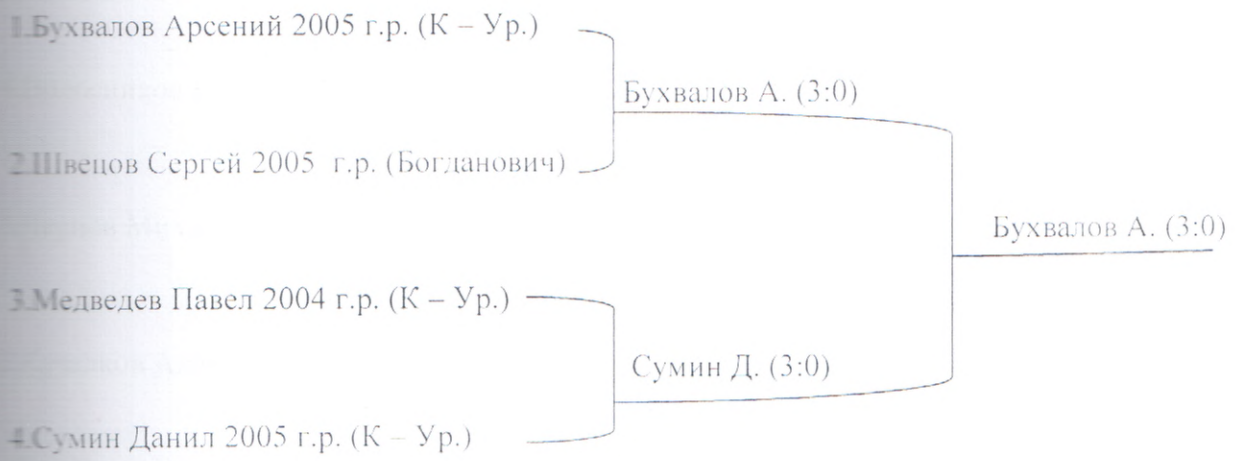 1.Бухвалов Арсений 2005 г.р. (К – Ур.)
Бухвалов А. (3:0)
2.Швецов Сергей 2005 г.р. (Богданович)
Бухвалов А. (3:0)
3.Медведев Павел 2004 г.р. (К – Ур.)
Сумин Д. (3:0)
4.Сумин Данил 2005 г.р. (К – Ур.)